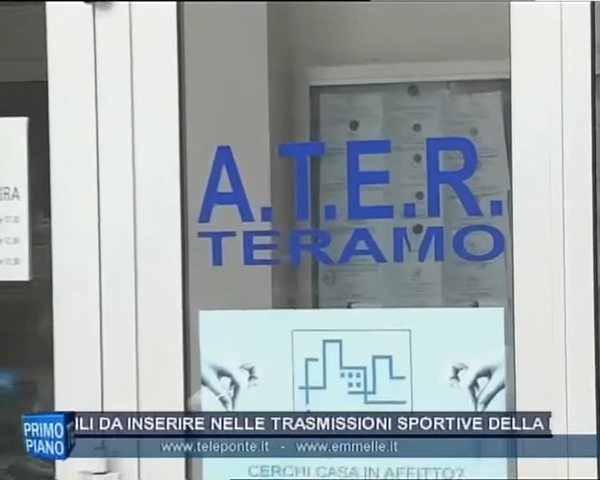 A.T.E.R.
TERAMO
PRIMO
PIANO
DA INSERIRE NELLE TRASMISSIONI SPORTIVE DELLA
www.teleponte.it - www.emmelle.it
CERCHI CASA IN AFFITTO?